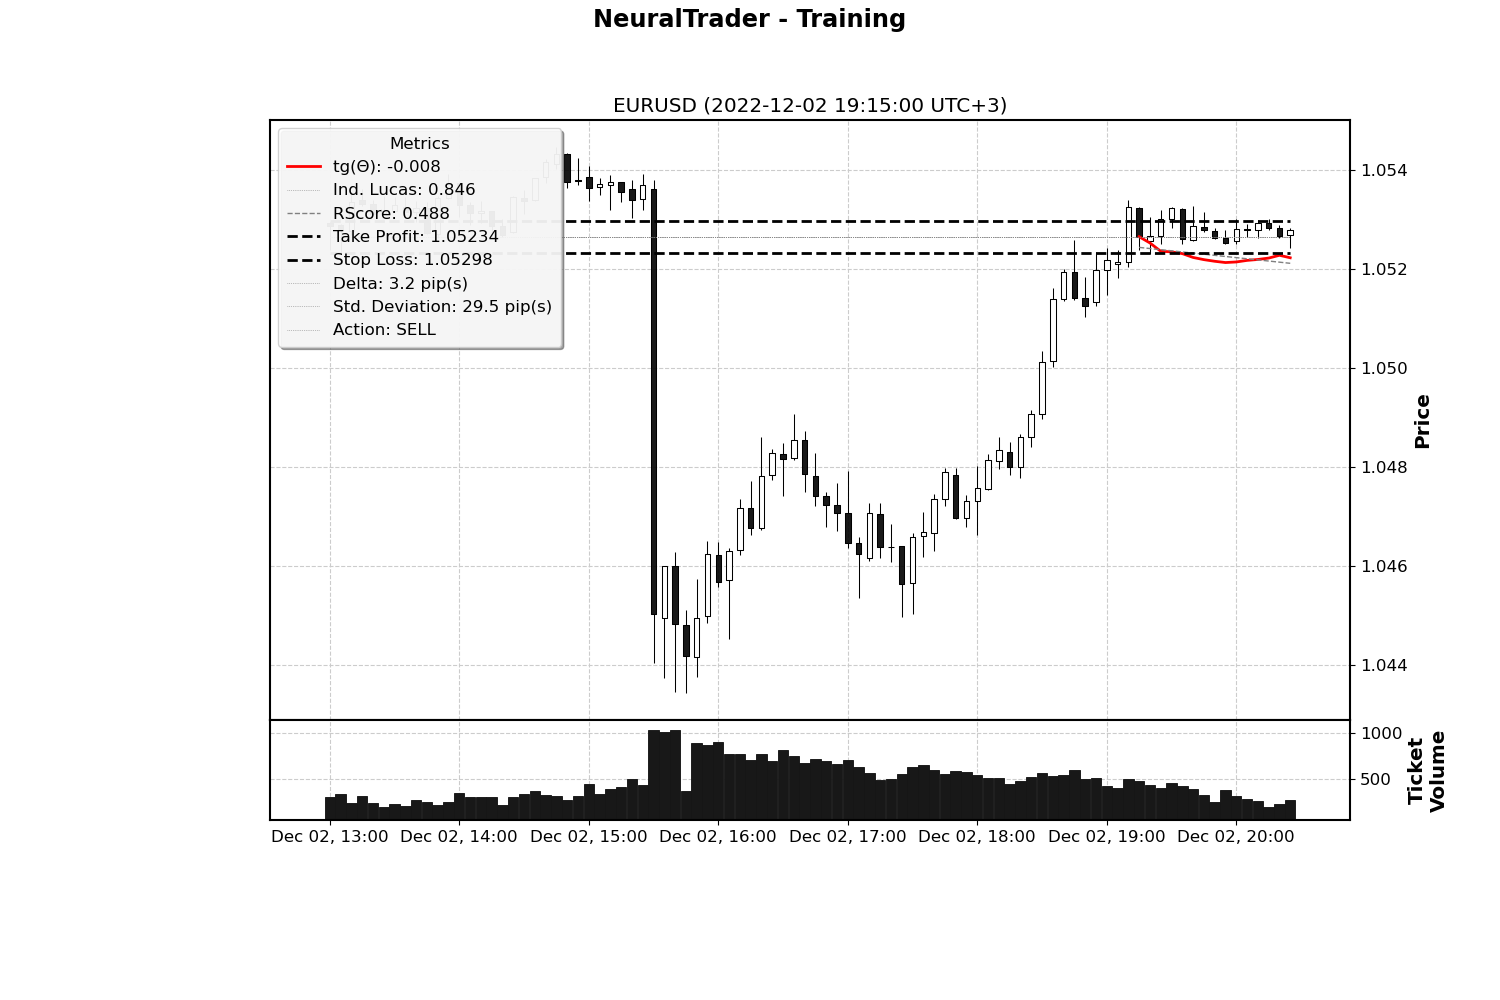 NeuralTrader - Training
EURUSD (2022-12-02 19:15:00 UTC+3)
Metrics
tg(Θ): -0.008
Ind. Lucas: 0.846
RScore: 0.488
Take Profit: 1.05234
Stop Loss: 1.05298
Delta: 3.2 pip(s)
Std. Deviation: 29.5 pip(s)
Action: SELL
1.054
1.052
1.050
1.048
1.046
1.044
Price
1000
500
Ticket
Volume
Dec 02, 13:00 Dec 02, 14:00 Dec 02, 15:00 Dec 02, 16:00 Dec 02, 17:00 Dec 02, 18:00 Dec 02, 19:00 Dec 02, 20:00